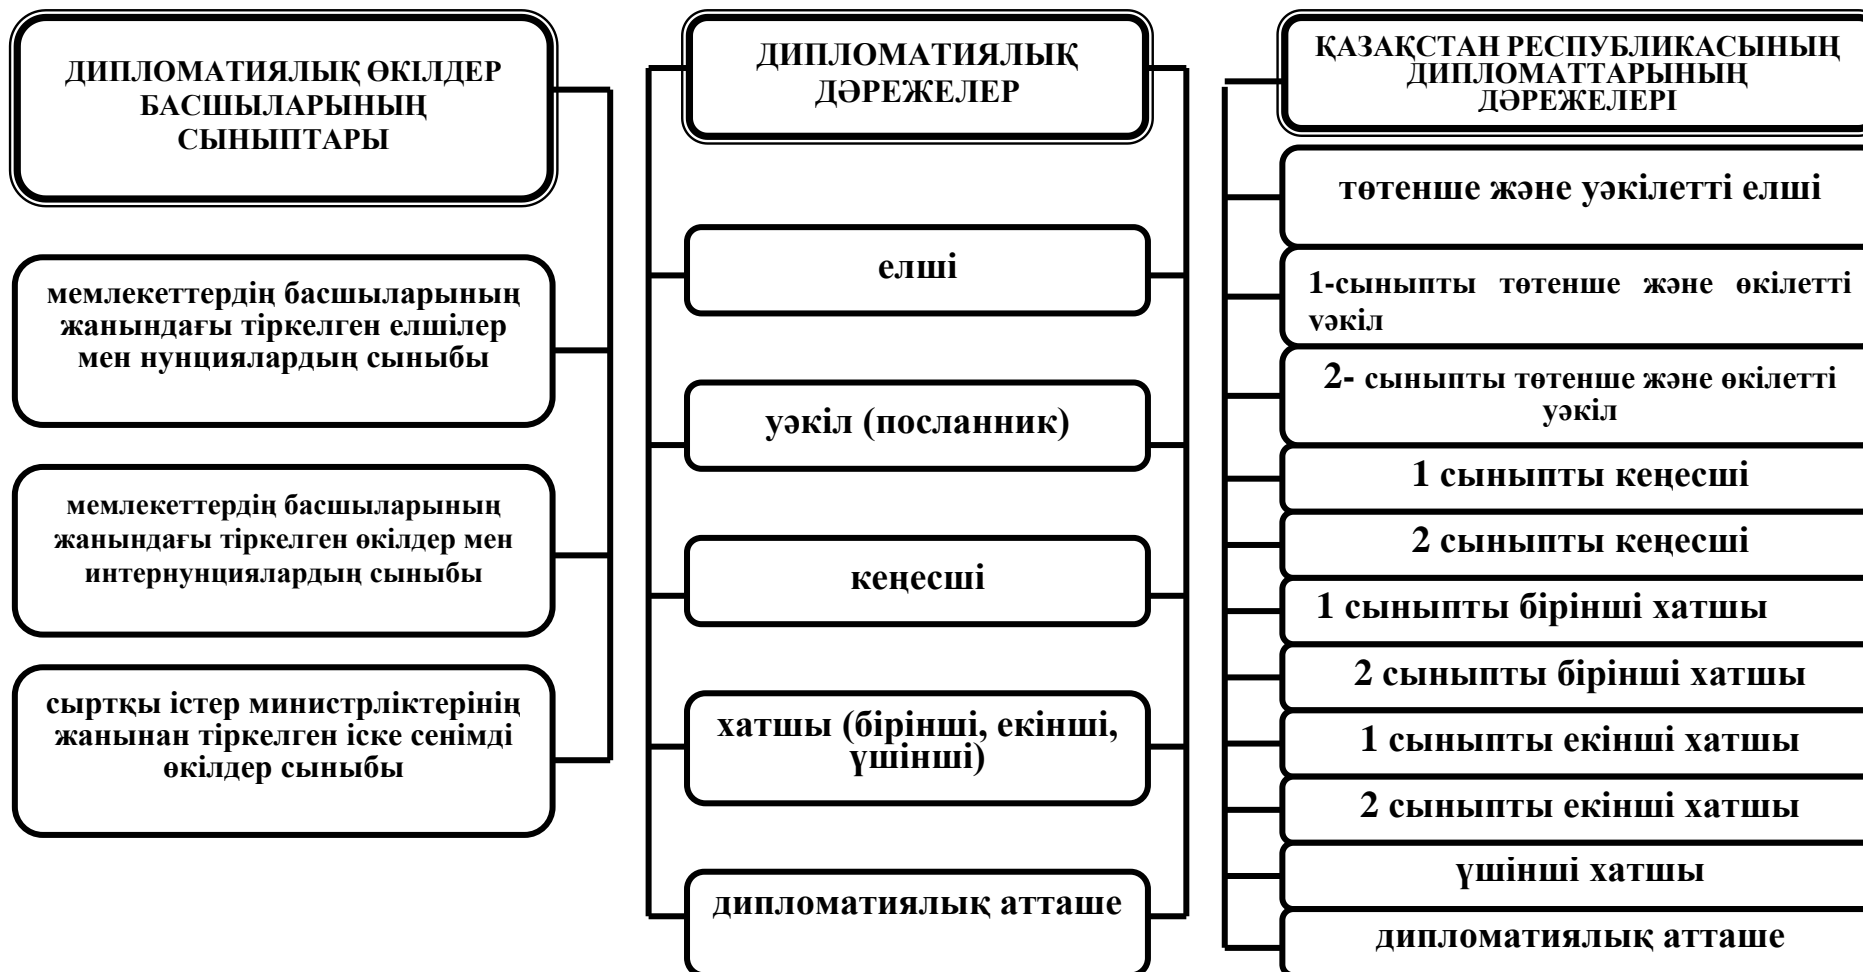 ДИПЛОМАТИЯЛЫҚ ӨКІЛДЕР
БАСШЫЛАРЫНЫҢ
СЫНЫПТАРЫ
мемлекеттердің басшыларының
жанындағы тіркелген елшілер
мен нунциялардың сыныбы
мемлекеттердің басшыларының
жанындағы тіркелген өкілдер мен
интернунциялардың сыныбы
сыртқы істер министрліктерінің
жанынан тіркелген іске сенімді
өкілдер сыныбы
ДИПЛОМАТИЯЛЫҚ
ДӘРЕЖЕЛЕР
елші
уәкіл (посланник)
кеңесші
хатшы (бірінші, екінші,
үшінші)
дипломатиялық атташе
ҚАЗАҚСТАН РЕСПУБЛИКАСЫНЫҢ
ДИПЛОМАТТАРЫНЫҢ
ДӘРЕЖЕЛЕРІ
төтенше және уәкілетті елші
1-сыныпты төтенше және өкілетті
уәкіл
2- сыныпты төтенше және өкілетті
уәкіл
1 сыныпты кеңесші
2 сыныпты кеңесші
1 сыныпты бірінші хатшы
2 сыныпты бірінші хатшы
1 сыныпты екінші хатшы
2 сыныпты екінші хатшы
үшінші хатшы
дипломатиялық атташе